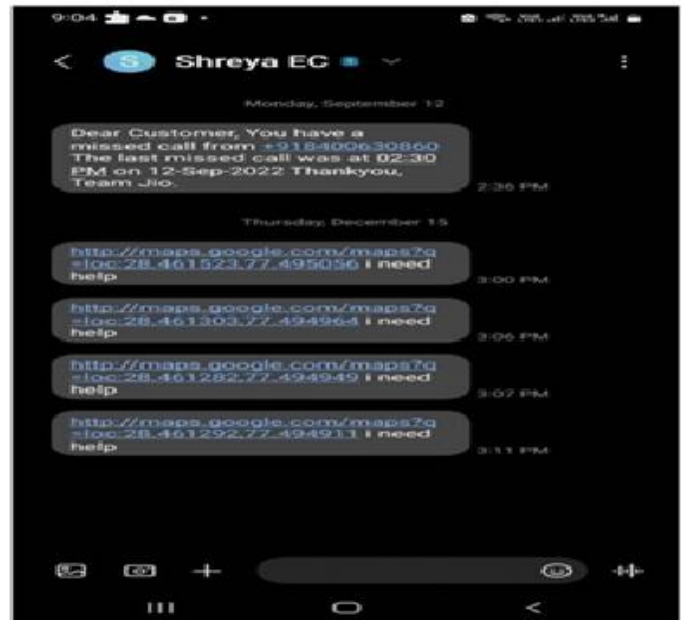 9:04
S Shreya EC
Monday, September 12
Dear Customer, You have a
missed call from +918400630860
The last missed call was at 02:30
PM on 12-Sep-2022 Thankyou,
Team Jio.
2:36 PM
Thursday, December 15
http://maps.google.com/maps?q
=loc:28.461523,77.495056 i need
help
3:00 PM
http://maps.google.com/maps?q
=loc:28.461303,77.494964 i need
help
3:06 PM
http://maps.google.com/maps?q
=loc:28.461282,77.494949 i need
help
3:07 PM
http://maps.google.com/maps?q
=loc:28.461292,77.494911 i need
help
3:11 PM